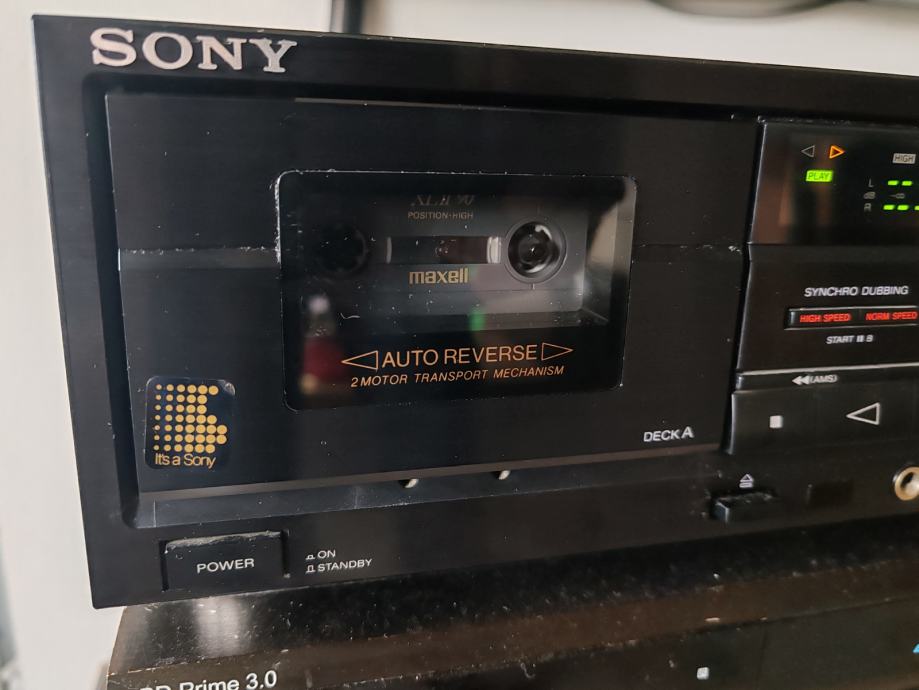 SONY
HIGH
PLAY
L
dB
R
XLII 90
POSITION·HIGH
maxell
SYNCHRO DUBBING
HIGH SPEED NORM SPEED
START B
AUTO REVERSE
2 MOTOR TRANSPORT MECHANISM
(AMS)
It's a Sony
DECK A
POWER
ON
STANDBY
Prime 3.0